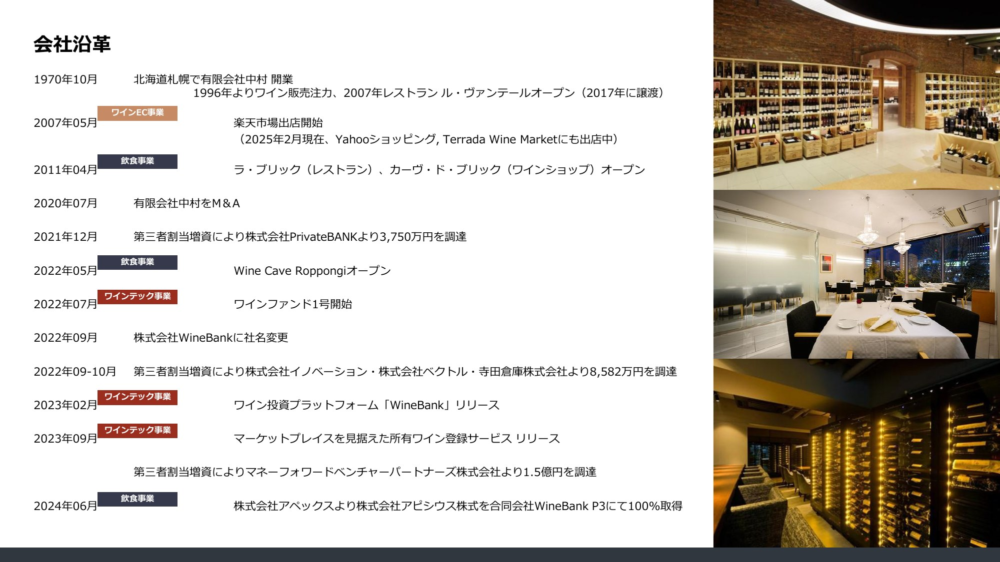 会社沿革
1970年10月 北海道札幌で有限会社中村 開業
1996年よりワイン販売注力、2007年レストラン ル・ヴァンテールオープン（2017年に譲渡）
2007年05月 ワインEC事業 楽天市場出店開始
（2025年2月現在、Yahooショッピング, Terrada Wine Marketにも出店中）
2011年04月 飲食事業 ラ・ブリック（レストラン）、カーヴ・ド・ブリック（ワインショップ）オープン
2020年07月 有限会社中村をM＆A
2021年12月 第三者割当増資により株式会社PrivateBANKより3,750万円を調達
2022年05月 飲食事業 Wine Cave Roppongiオープン
2022年07月 ワインテック事業 ワインファンド1号開始
2022年09月 株式会社WineBankに社名変更
2022年09-10月 第三者割当増資により株式会社イノベーション・株式会社ベクトル・寺田倉庫株式会社より8,582万円を調達
2023年02月 ワインテック事業 ワイン投資プラットフォーム「WineBank」リリース
2023年09月 ワインテック事業 マーケットプレイスを見据えた所有ワイン登録サービス リリース
第三者割当増資によりマネーフォワードベンチャーパートナーズ株式会社より1.5億円を調達
2024年06月 飲食事業 株式会社アペックスより株式会社アピシウス株式を合同会社WineBank P3にて100%取得